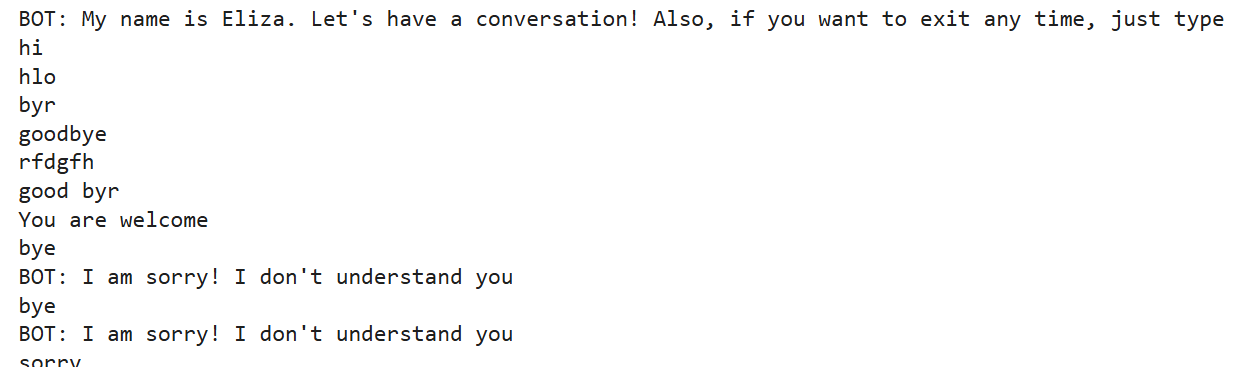 BOT: My name is Eliza. Let's have a conversation! Also, if you want to exit any time, just type
hi
hlo
byr
goodbye
rfdgfh
good byr
You are welcome
bye
BOT: I am sorry! I don't understand you
bye
BOT: I am sorry! I don't understand you
sorry